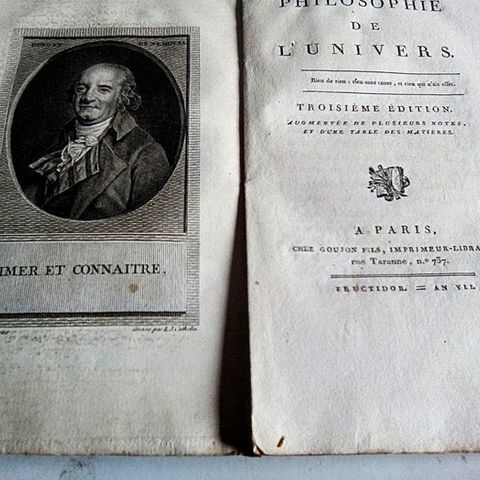 DUPONT DE NEMOURS
IMER ET CONNAITRE.
Gravé par
PHILOSOPHIE
DE
L'UNIVERS.
Rien de rien; rien sans cause, et rien qui n'ait effet.
TROISIÈME ÉDITION.
AUGMENTÉE DE PLUSIEURS NOTES,
ET D'UNE TABLE DES MATIÈRES.
A PARIS,
CHEZ GOUJON FILS, IMPRIMEUR-LIBRA
rue Taranne, n.º 737.
FRUCTIDOR. = AN VII.